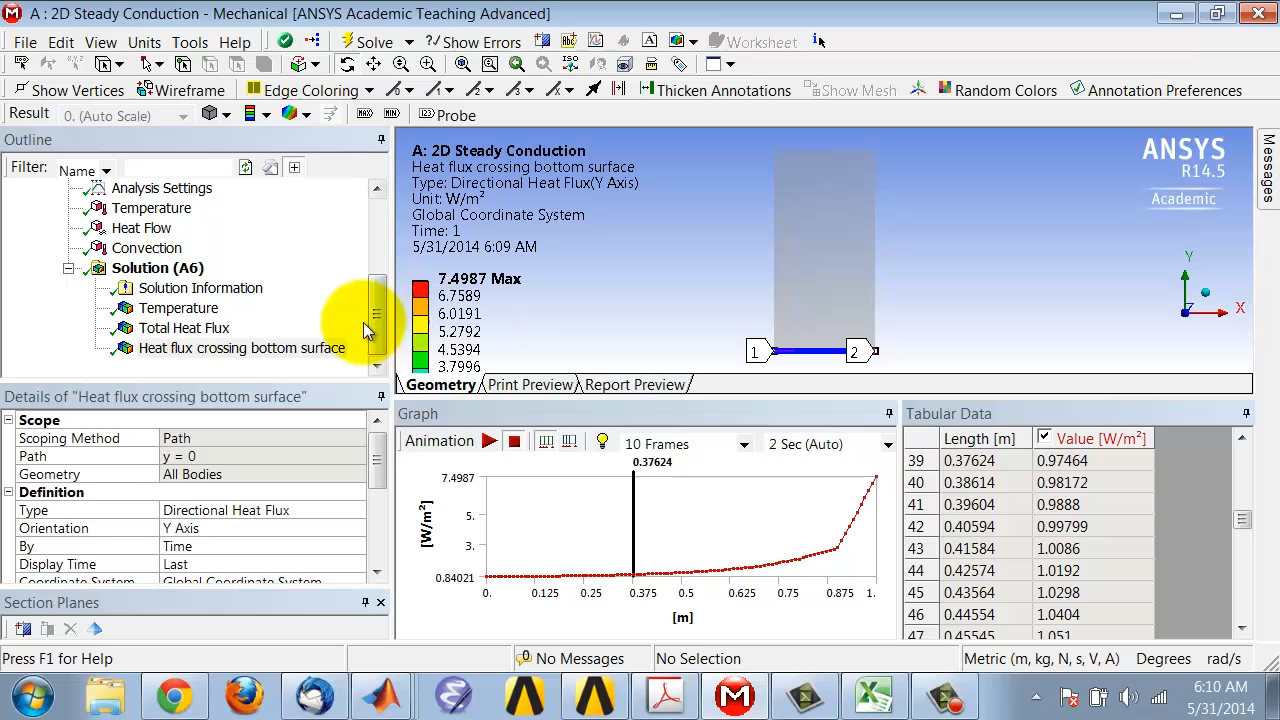 A : 2D Steady Conduction - Mechanical [ANSYS Academic Teaching Advanced]
File Edit View Units Tools Help Solve Show Errors Worksheet
Show Vertices Wireframe Edge Coloring Thicken Annotations Show Mesh Random Colors Annotation Preferences
Result 0. (Auto Scale) Probe
Outline
Filter: Name
Analysis Settings
Temperature
Heat Flow
Convection
Solution (A6)
Solution Information
Temperature
Total Heat Flux
Heat flux crossing bottom surface
Details of "Heat flux crossing bottom surface"
Scope
Scoping Method Path
Path y = 0
Geometry All Bodies
Definition
Type Directional Heat Flux
Orientation Y Axis
By Time
Display Time Last
Coordinate System Global Coordinate System
Section Planes
A: 2D Steady Conduction
Heat flux crossing bottom surface
Type: Directional Heat Flux(Y Axis)
Unit: W/m²
Global Coordinate System
Time: 1
5/31/2014 6:09 AM
7.4987 Max
6.7589
6.0191
5.2792
4.5394
3.7996
1 2
ANSYS
R14.5
Academic
Y
X
Messages
Geometry Print Preview Report Preview
Graph
Animation 10 Frames 2 Sec (Auto)
0.37624
7.4987
5.
3.
0.84021
[W/m²]
0. 0.125 0.25 0.375 0.5 0.625 0.75 0.875 1.
[m]
Tabular Data
Length [m] Value [W/m²]
39 0.37624 0.97464
40 0.38614 0.98172
41 0.39604 0.9888
42 0.40594 0.99799
43 0.41584 1.0086
44 0.42574 1.0192
45 0.43564 1.0298
46 0.44554 1.0404
47 0.45545 1.051
Press F1 for Help 0 No Messages No Selection Metric (m, kg, N, s, V, A) Degrees rad/s
6:10 AM
5/31/2014